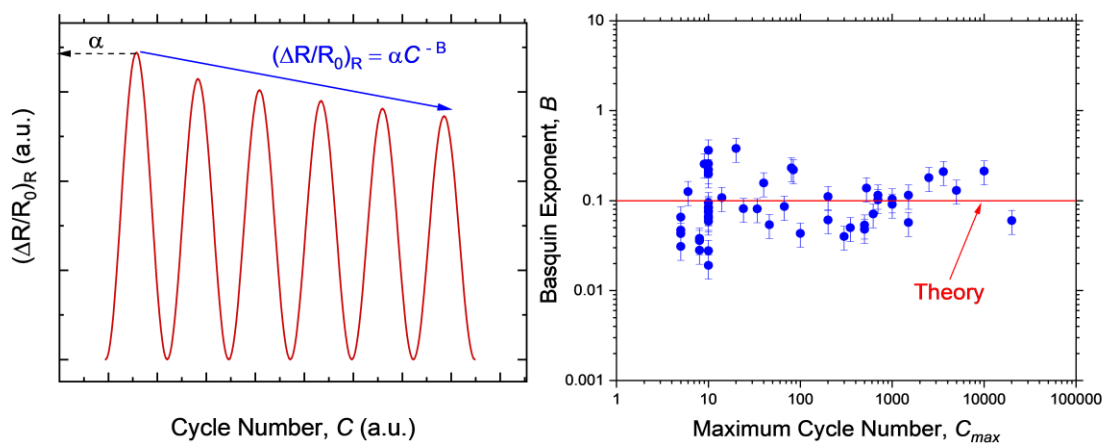 α
(ΔR/R₀)R = αC ⁻ᴮ
(ΔR/R₀)R (a.u.)
Cycle Number, C (a.u.)
10
1
0.1
0.01
0.001
Basquin Exponent, B
Theory
1
10
100
1000
10000
100000
Maximum Cycle Number, Cmax